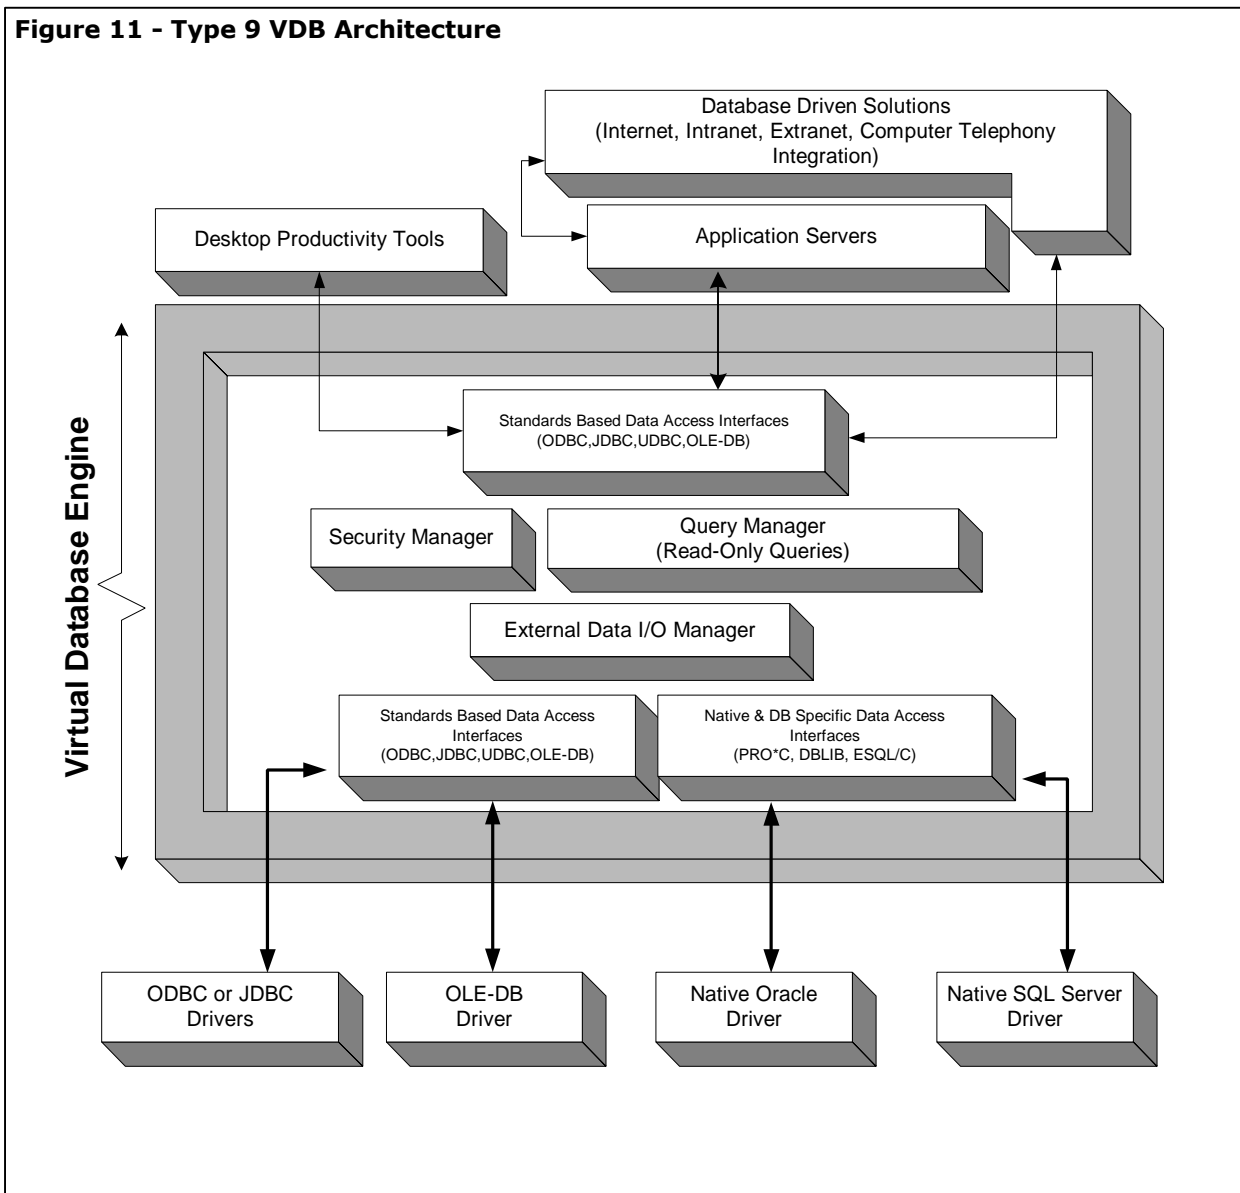 Figure 11 - Type 9 VDB Architecture
Database Driven Solutions
(Internet, Intranet, Extranet, Computer Telephony
Integration)
Desktop Productivity Tools
Application Servers
Virtual Database Engine
Standards Based Data Access Interfaces
(ODBC,JDBC,UDBC,OLE-DB)
Security Manager
Query Manager
(Read-Only Queries)
External Data I/O Manager
Standards Based Data Access
Interfaces
(ODBC,JDBC,UDBC,OLE-DB)
Native & DB Specific Data Access
Interfaces
(PRO*C, DBLIB, ESQL/C)
ODBC or JDBC
Drivers
OLE-DB
Driver
Native Oracle
Driver
Native SQL Server
Driver